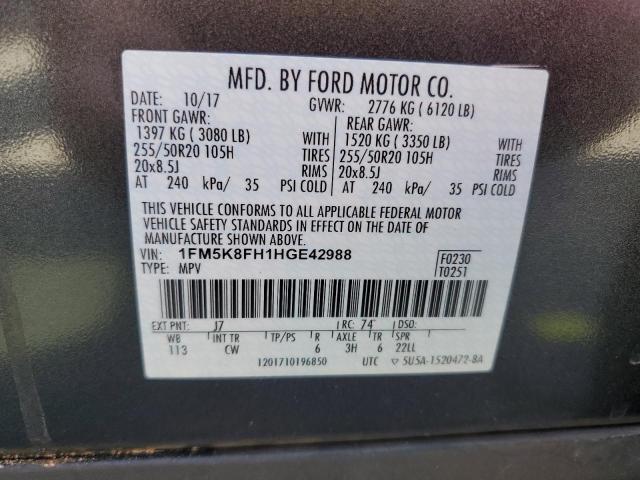 MFD. BY FORD MOTOR CO.
DATE: 10/17 GVWR: 2776 KG ( 6120 LB)
FRONT GAWR: REAR GAWR:
1397 KG ( 3080 LB) WITH 1520 KG ( 3350 LB) WITH
255/50R20 105H TIRES 255/50R20 105H TIRES
20x8.5J RIMS 20x8.5J RIMS
AT 240 kPa/ 35 PSI COLD AT 240 kPa/ 35 PSI COLD
THIS VEHICLE CONFORMS TO ALL APPLICABLE FEDERAL MOTOR
VEHICLE SAFETY STANDARDS IN EFFECT ON THE DATE OF
MANUFACTURE SHOWN ABOVE.
VIN: 1FM5K8FH1HGE42988 F0230
TYPE: MPV T0251
EXT PNT: J7 RC: 74 DSO:
WB INT TR TP/PS R AXLE TR SPR
113 CW 6 3H 6 22LL
1201710196850 UTC ▽ 5U5A-1520472-BA